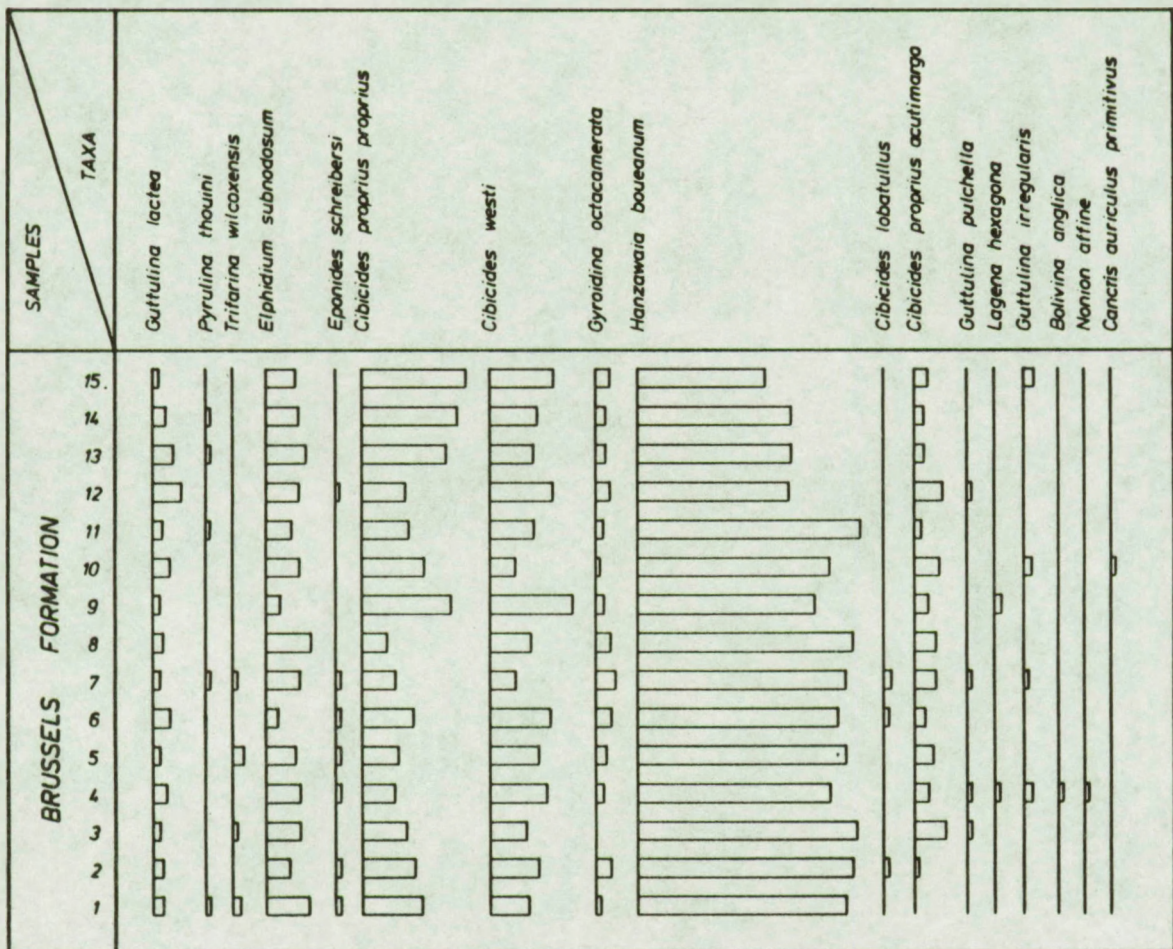 SAMPLES
TAXA
Guttulina lactea
Pyrulina thouini
Trifarina wilcoxensis
Elphidium subnodosum
Eponides schreibersi
Cibicides proprius proprius
Cibicides westi
Gyroidina octocamerata
Hanzawaia boueanum
Cibicides lobatullus
Cibicides proprius acutimargo
Guttulina pulchella
Lagena hexagona
Guttulina irregularis
Bolivina anglica
Nonion affine
Cancris auriculus primitivus
BRUSSELS FORMATION
15.
14
13
12
11
10
9
8
7
6
5
4
3
2
1